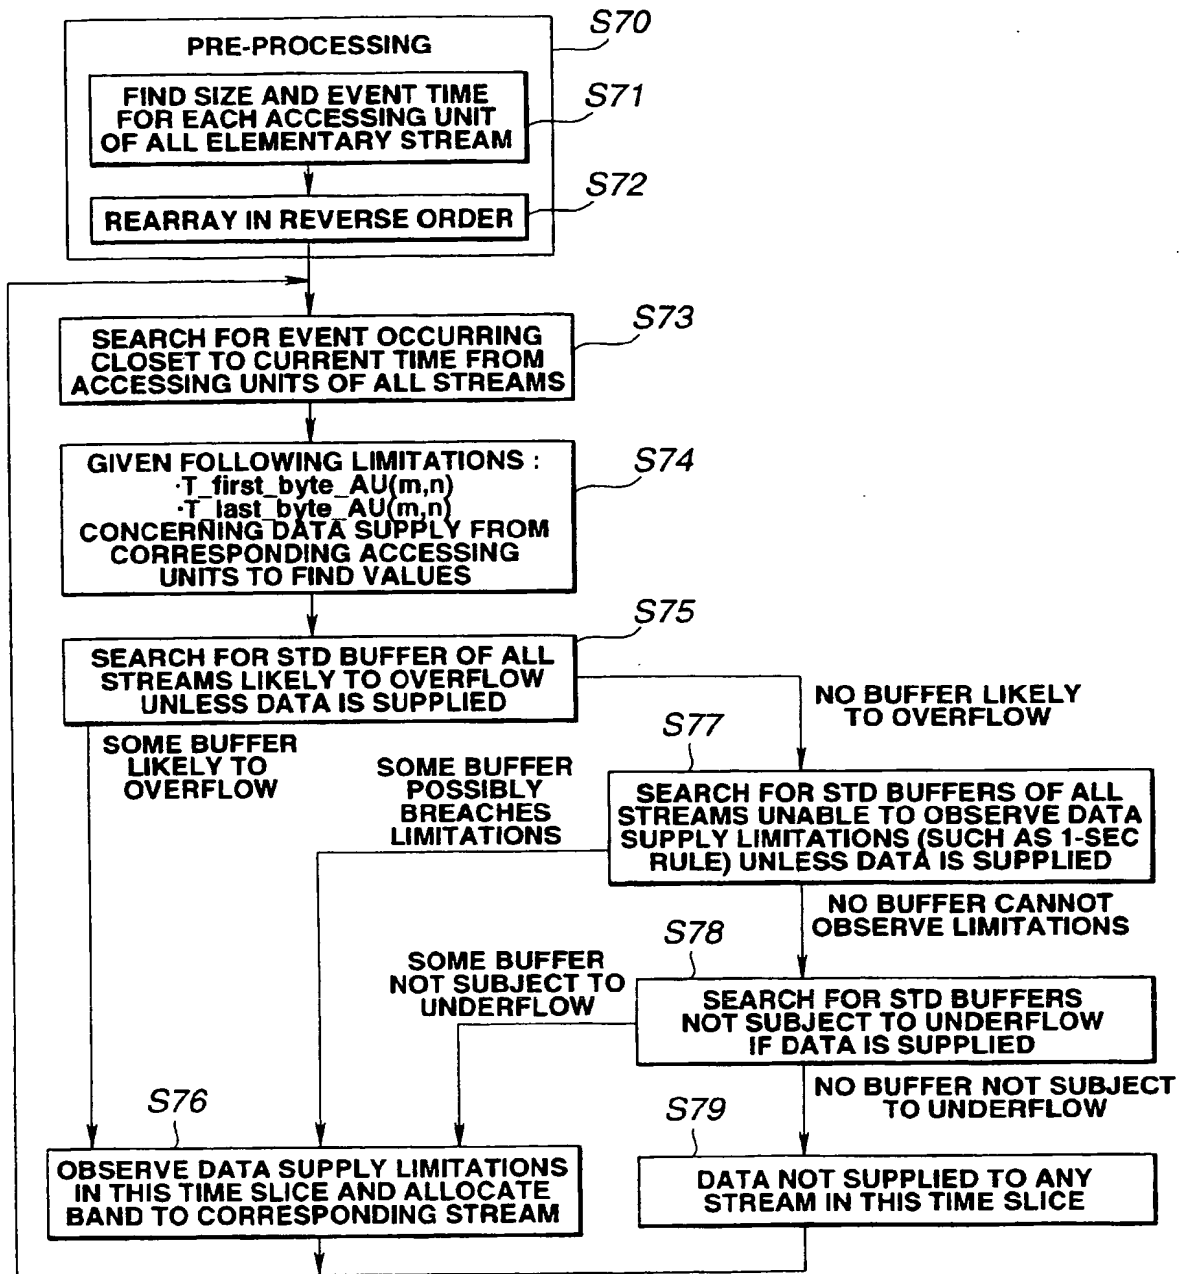 S70
PRE-PROCESSING
FIND SIZE AND EVENT TIME
FOR EACH ACCESSING UNIT
OF ALL ELEMENTARY STREAM
S71
S72
REARRAY IN REVERSE ORDER
S73
SEARCH FOR EVENT OCCURRING
CLOSET TO CURRENT TIME FROM
ACCESSING UNITS OF ALL STREAMS
S74
GIVEN FOLLOWING LIMITATIONS :
·T_first_byte_AU(m,n)
·T_last_byte_AU(m,n)
CONCERNING DATA SUPPLY FROM
CORRESPONDING ACCESSING
UNITS TO FIND VALUES
S75
SEARCH FOR STD BUFFER OF ALL
STREAMS LIKELY TO OVERFLOW
UNLESS DATA IS SUPPLIED
NO BUFFER LIKELY
TO OVERFLOW
SOME BUFFER
LIKELY TO
OVERFLOW
S77
SOME BUFFER
POSSIBLY
BREACHES
LIMITATIONS
SEARCH FOR STD BUFFERS OF ALL
STREAMS UNABLE TO OBSERVE DATA
SUPPLY LIMITATIONS (SUCH AS 1-SEC
RULE) UNLESS DATA IS SUPPLIED
NO BUFFER CANNOT
OBSERVE LIMITATIONS
S78
SOME BUFFER
NOT SUBJECT TO
UNDERFLOW
SEARCH FOR STD BUFFERS
NOT SUBJECT TO UNDERFLOW
IF DATA IS SUPPLIED
NO BUFFER NOT SUBJECT
TO UNDERFLOW
S76
S79
OBSERVE DATA SUPPLY LIMITATIONS
IN THIS TIME SLICE AND ALLOCATE
BAND TO CORRESPONDING STREAM
DATA NOT SUPPLIED TO ANY
STREAM IN THIS TIME SLICE